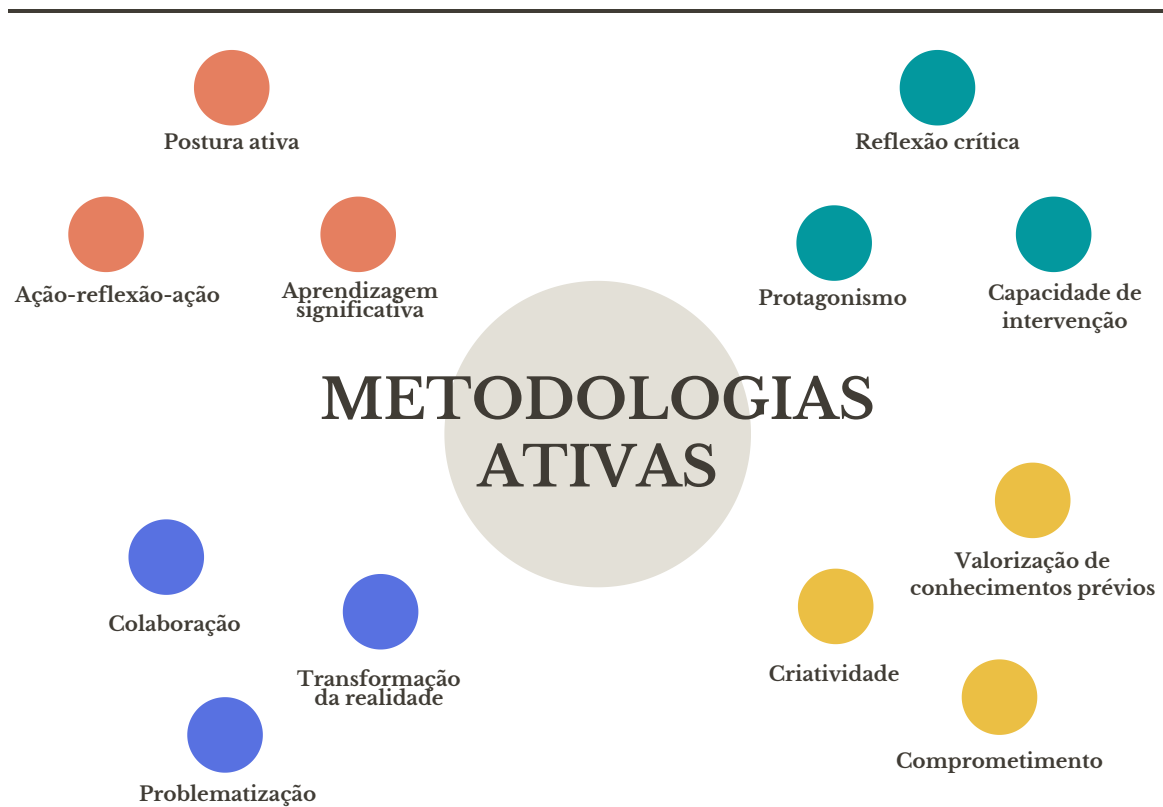 Postura ativa
Reflexão crítica
Ação-reflexão-ação
Aprendizagem
significativa
Protagonismo
Capacidade de
intervenção
METODOLOGIAS
ATIVAS
Colaboração
Transformação
da realidade
Problematização
Valorização de
conhecimentos prévios
Criatividade
Comprometimento